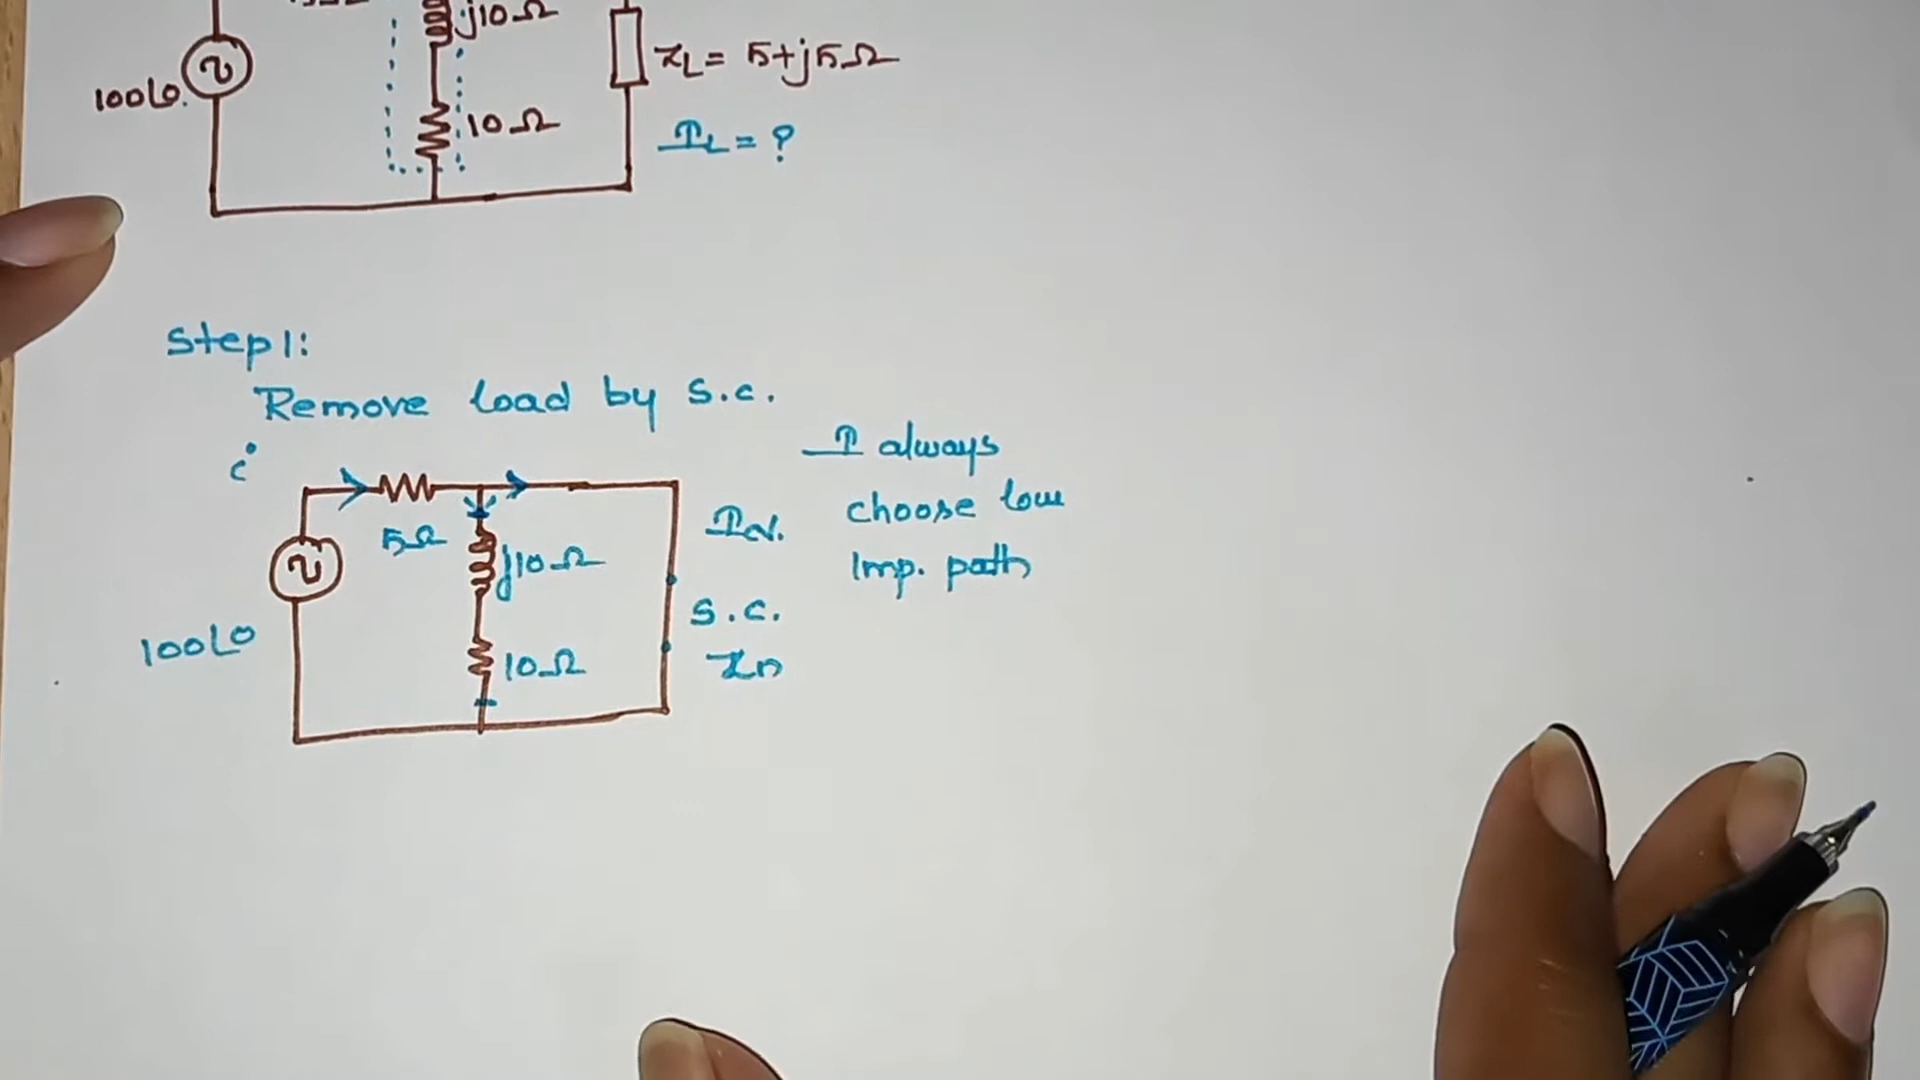 j10Ω
100∠0.
ZL = 5+j5Ω
10Ω
IL = ?
Step 1:
Remove load by s.c.
i
I always
choose low
Imp. path
5Ω
IN.
j10Ω
s.c.
100∠0
10Ω
Zn